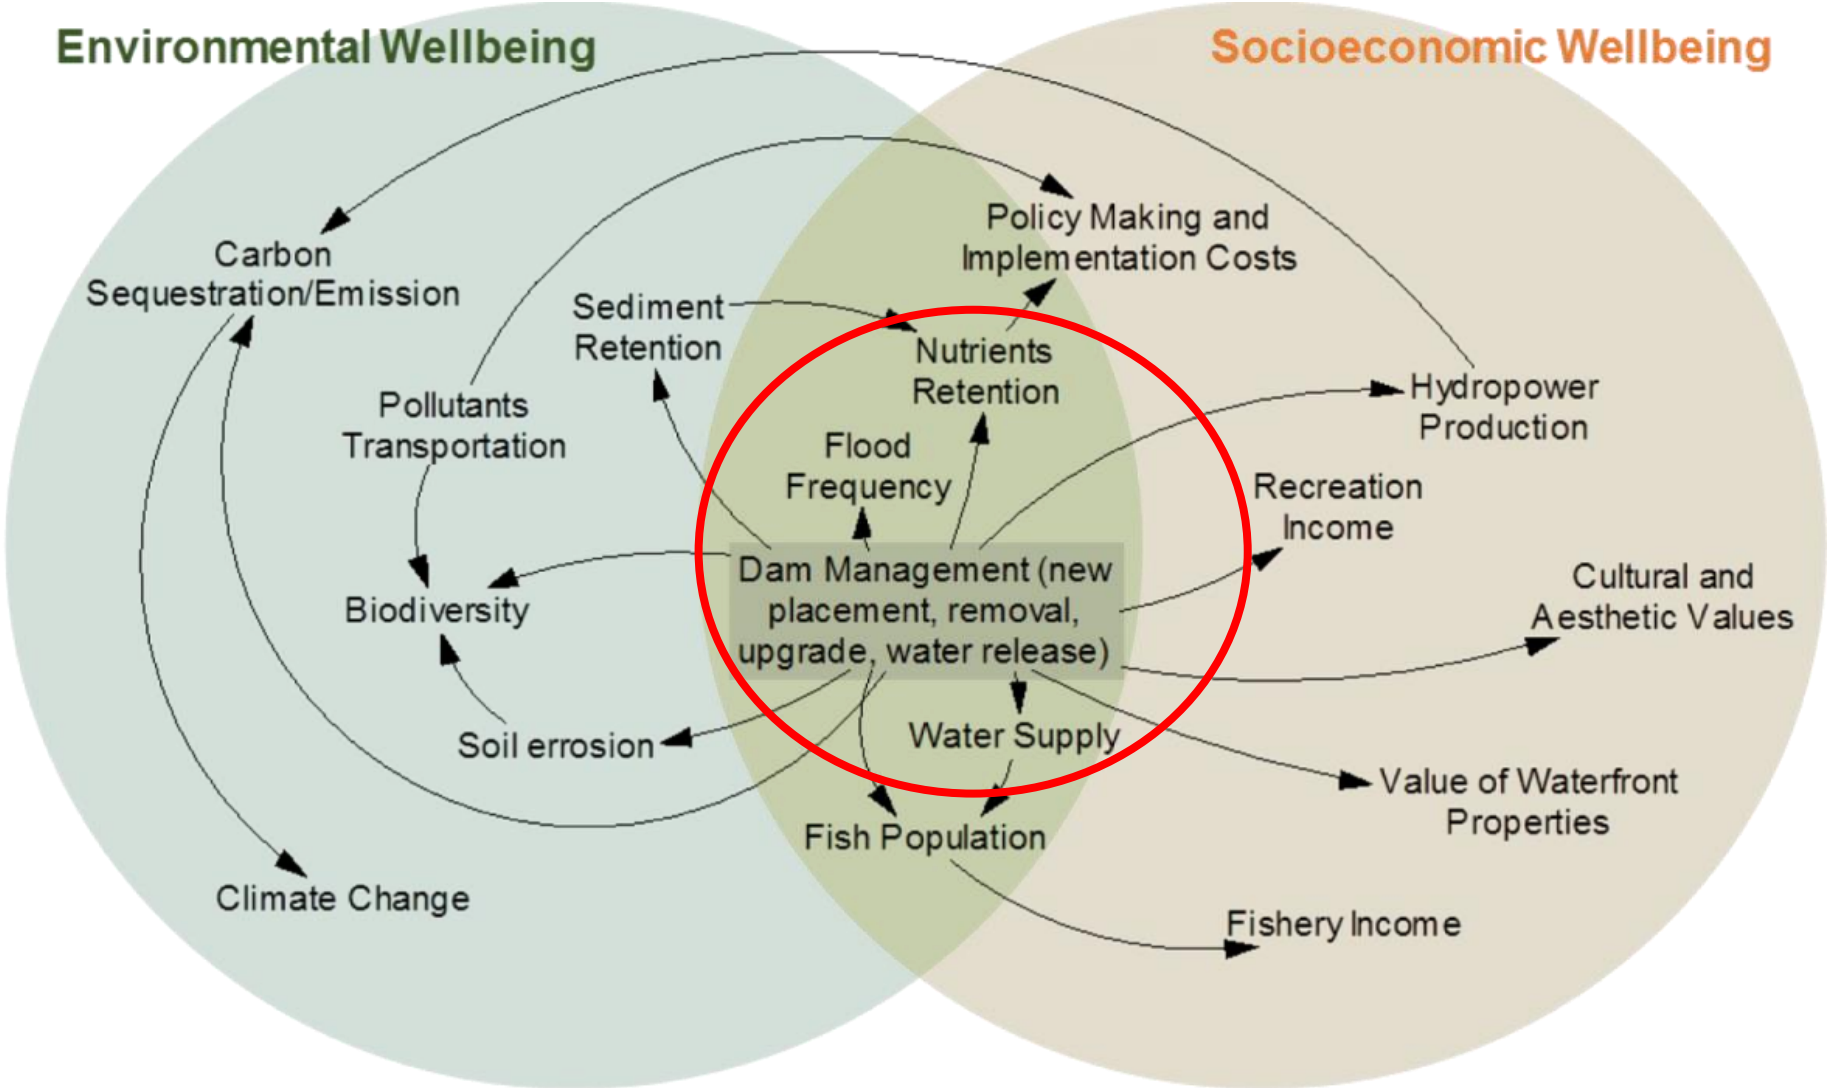 Environmental Wellbeing
Socioeconomic Wellbeing
Carbon
Sequestration/Emission
Policy Making and
Implementation Costs
Sediment
Retention
Nutrients
Retention
Pollutants
Transportation
Hydropower
Production
Flood
Frequency
Recreation
Income
Dam Management (new
placement, removal,
upgrade, water release)
Cultural and
Aesthetic Values
Biodiversity
Soil errosion
Water Supply
Value of Waterfront
Properties
Fish Population
Climate Change
Fishery Income